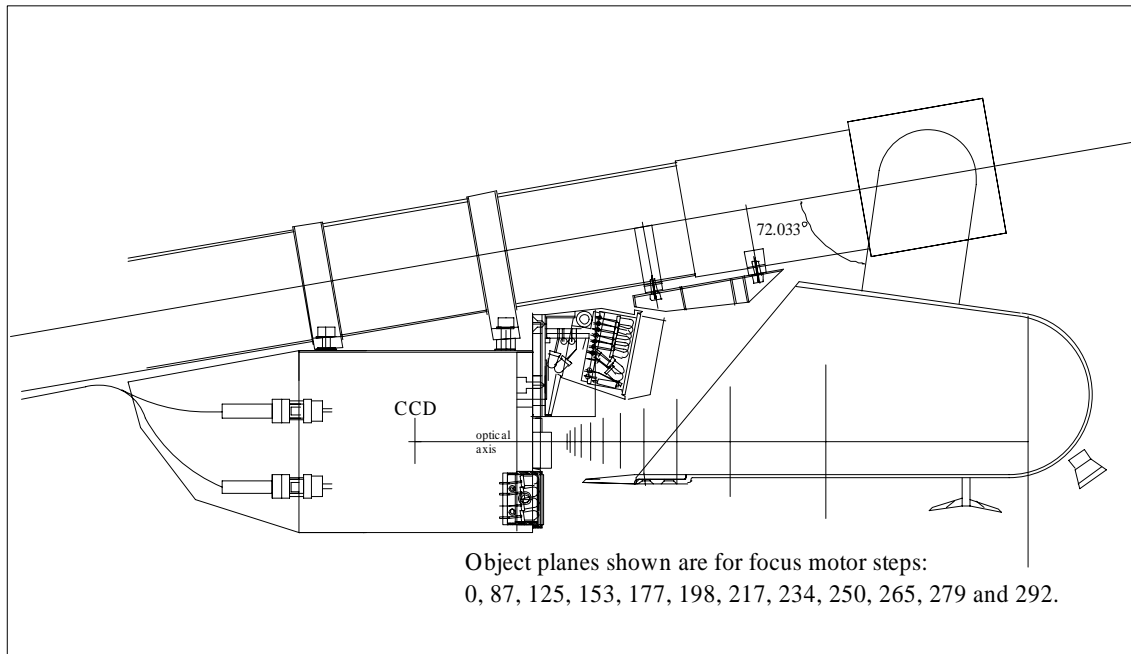 72.033°
CCD
optical
axis
Object planes shown are for focus motor steps:
0, 87, 125, 153, 177, 198, 217, 234, 250, 265, 279 and 292.